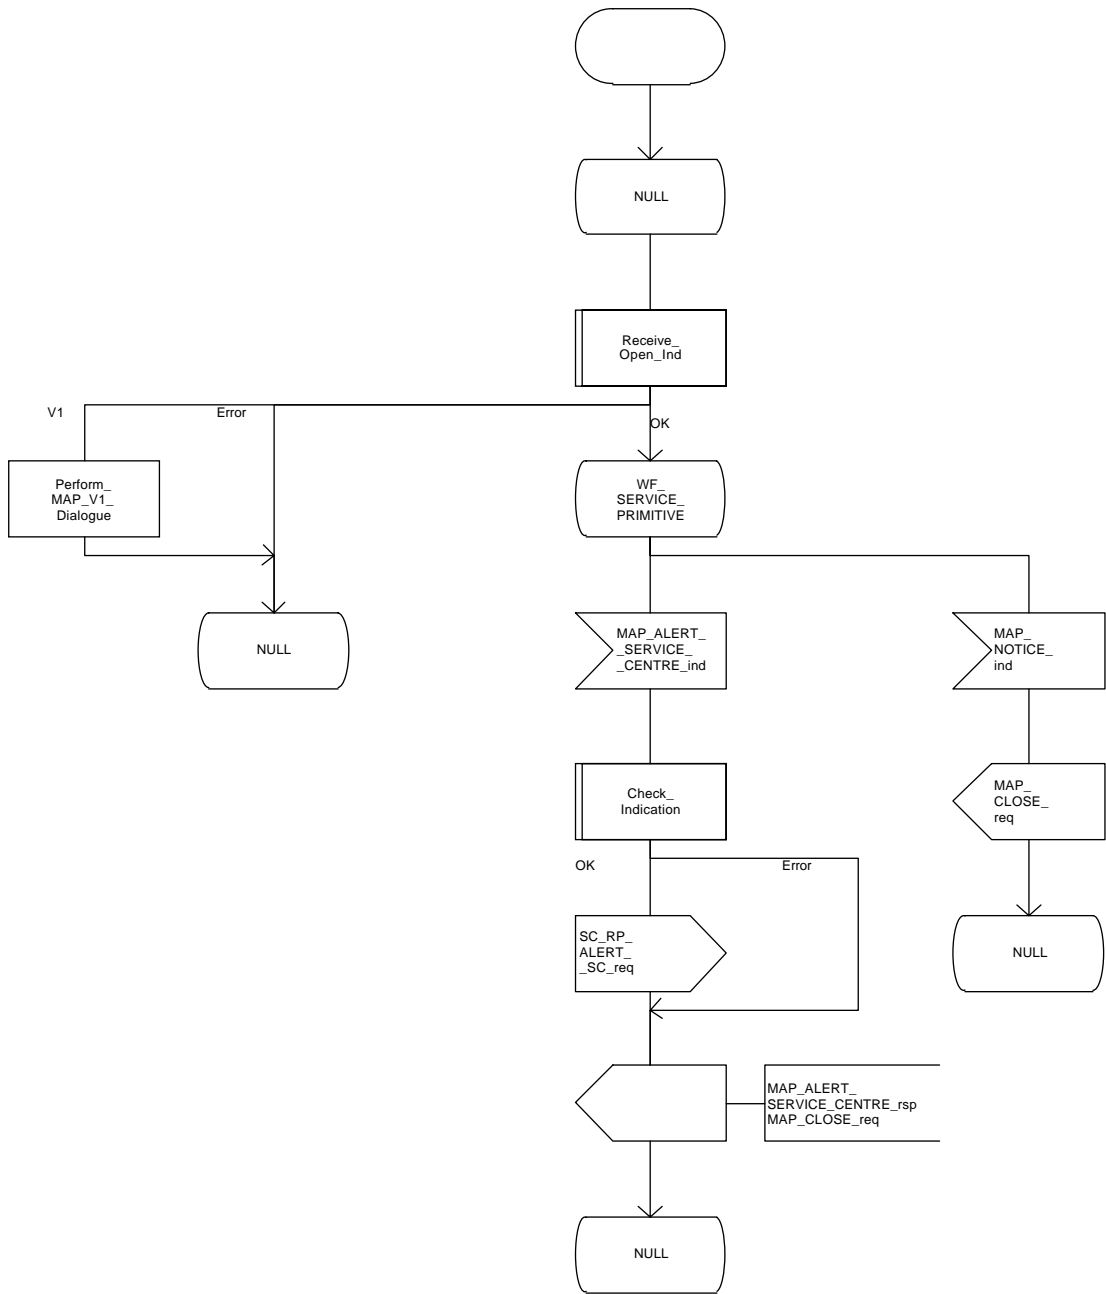 NULL
Receive_
Open_Ind
V1
Error
OK
Perform_
MAP_V1_
Dialogue
WF_
SERVICE_
PRIMITIVE
NULL
MAP_ALERT_
_SERVICE_
_CENTRE_ind
MAP_
NOTICE_
ind
Check_
Indication
MAP_
CLOSE_
req
OK
Error
SC_RP_
ALERT_
_SC_req
NULL
MAP_ALERT_
SERVICE_CENTRE_rsp
MAP_CLOSE_req
NULL